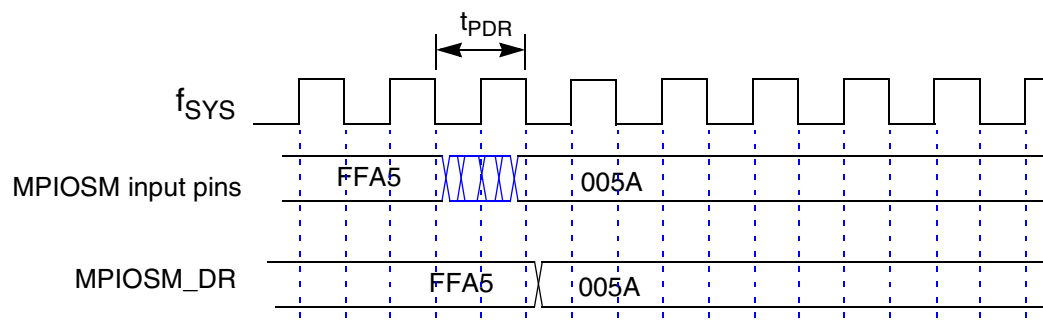 tPDR
fSYS
MPIOSM input pins FFA5 005A
MPIOSM_DR FFA5 005A